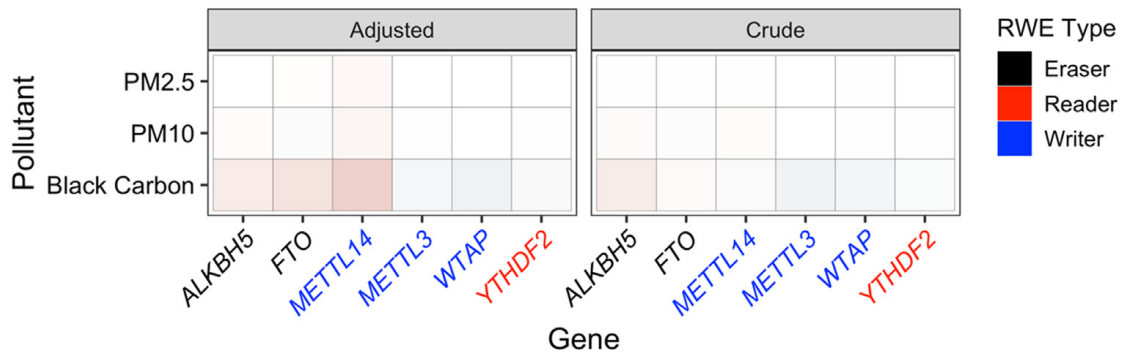 Adjusted Crude
RWE Type
Eraser
Reader
Writer
Pollutant
PM2.5
PM10
Black Carbon
ALKBH5 FTO METTL14 METTL3 WTAP YTHDF2 ALKBH5 FTO METTL14 METTL3 WTAP YTHDF2
Gene